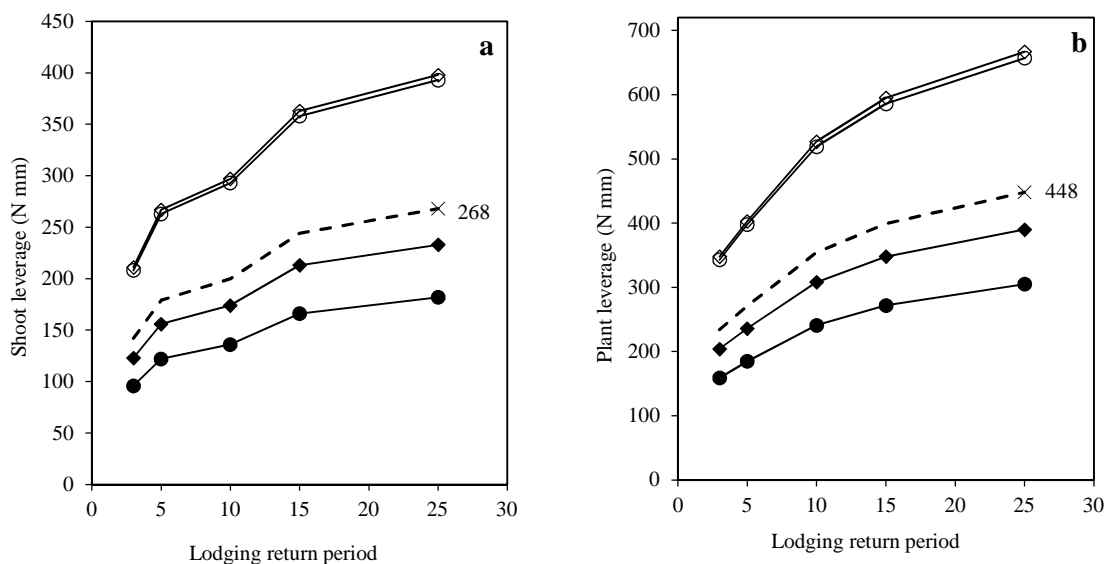 a
Shoot leverage (N mm)
450
400
350
300
250
200
150
100
50
0
268
0 5 10 15 20 25 30
Lodging return period
b
Plant leverage (N mm)
700
600
500
400
300
200
100
0
448
0 5 10 15 20 25 30
Lodging return period